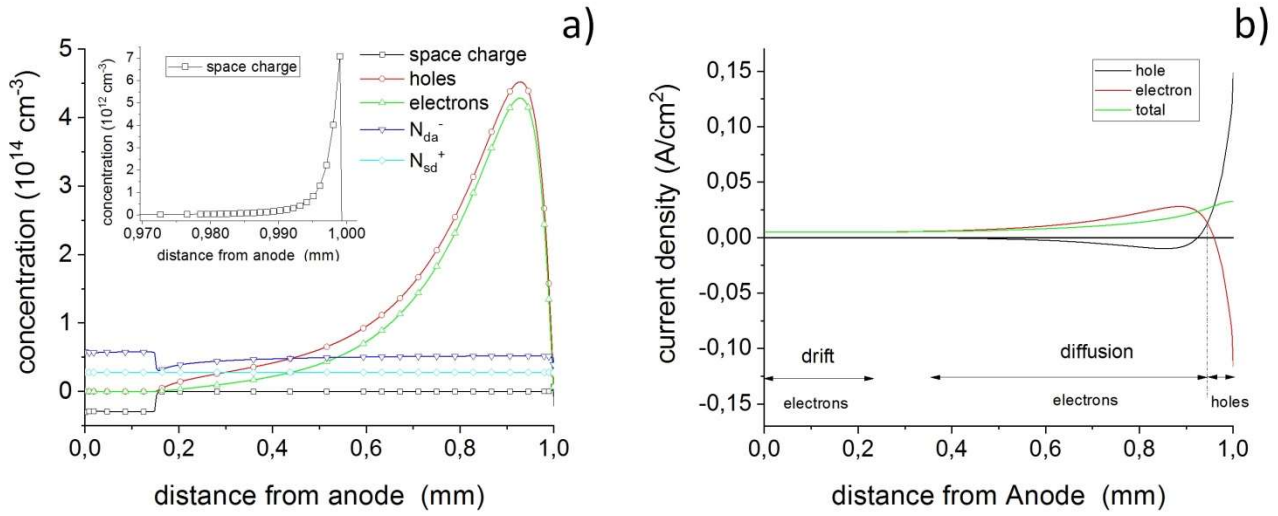 a)
5
4
3
2
1
0
concentration (10^14 cm^-3)
0,0 0,2 0,4 0,6 0,8 1,0
distance from anode (mm)
space charge
holes
electrons
N_da^-
N_sd^+
7
6
5
4
3
2
1
0
concentration (10^12 cm^-3)
space charge
0,970 0,980 0,990 1,000
distance from anode (mm)
b)
0,15
0,10
0,05
0,00
-0,05
-0,10
-0,15
current density (A/cm^2)
hole
electron
total
drift
electrons
diffusion
electrons
holes
0,0 0,2 0,4 0,6 0,8 1,0
distance from Anode (mm)